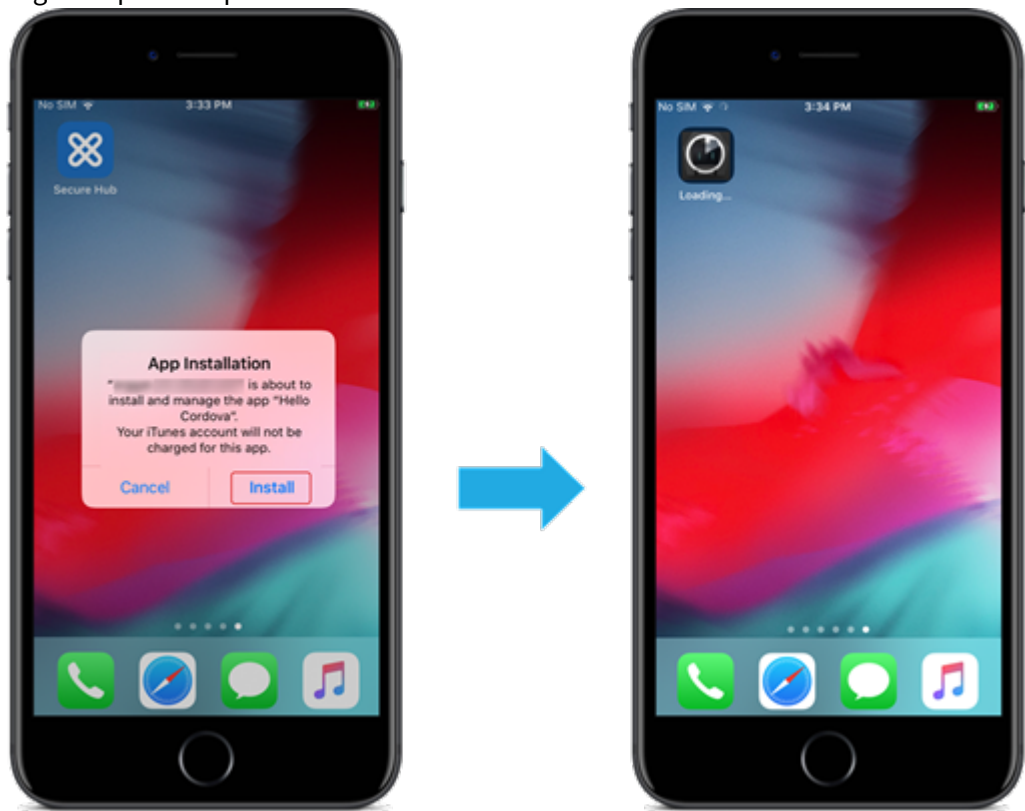 No SIM
3:33 PM
Secure Hub
App Installation
" is about to
install and manage the app "Hello
Cordova".
Your iTunes account will not be
charged for this app.
Cancel
Install
No SIM
3:34 PM
Loading...